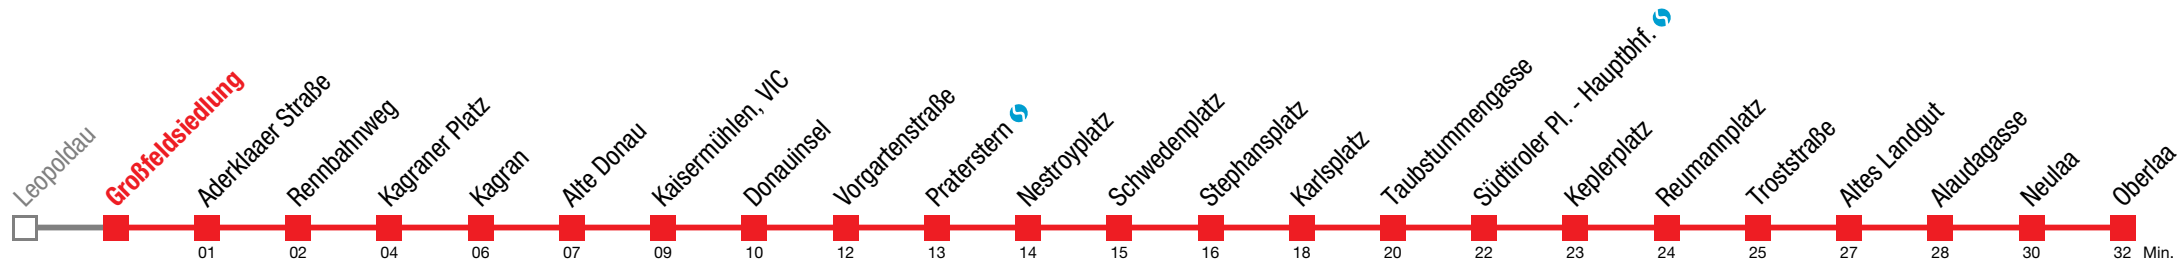 Leopoldau
Großfeldsiedlung
Aderklaaer Straße
Rennbahnweg
Kagraner Platz
Kagran
Alte Donau
Kaisermühlen, VIC
Donauinsel
Vorgartenstraße
Praterstern
Nestroyplatz
Schwedenplatz
Stephansplatz
Karlsplatz
Taubstummengasse
Südtiroler Pl. - Hauptbhf.
Keplerplatz
Reumannplatz
Troststraße
Altes Landgut
Alaudagasse
Neulaa
Oberlaa
01 02 04 06 07 09 10 12 13 14 15 16 18 20 22 23 24 25 27 28 30 32 Min.